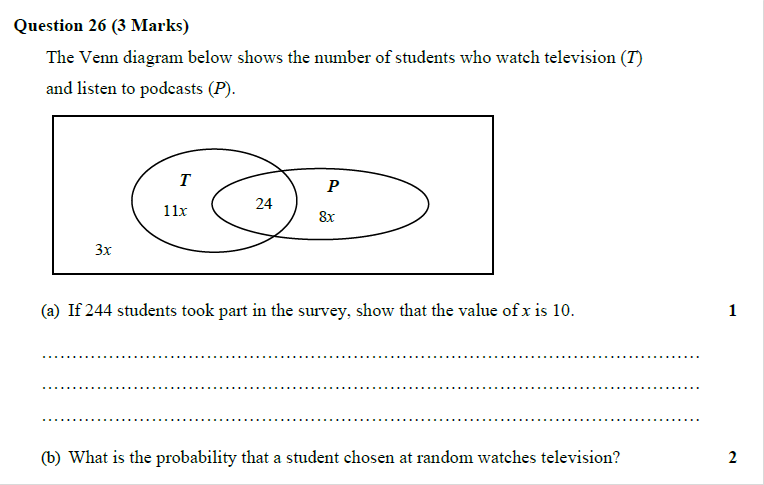 Question 26 (3 Marks)
The Venn diagram below shows the number of students who watch television (T)
and listen to podcasts (P).
T
P
11x
24
8x
3x
(a) If 244 students took part in the survey, show that the value of x is 10.
1
(b) What is the probability that a student chosen at random watches television?
2